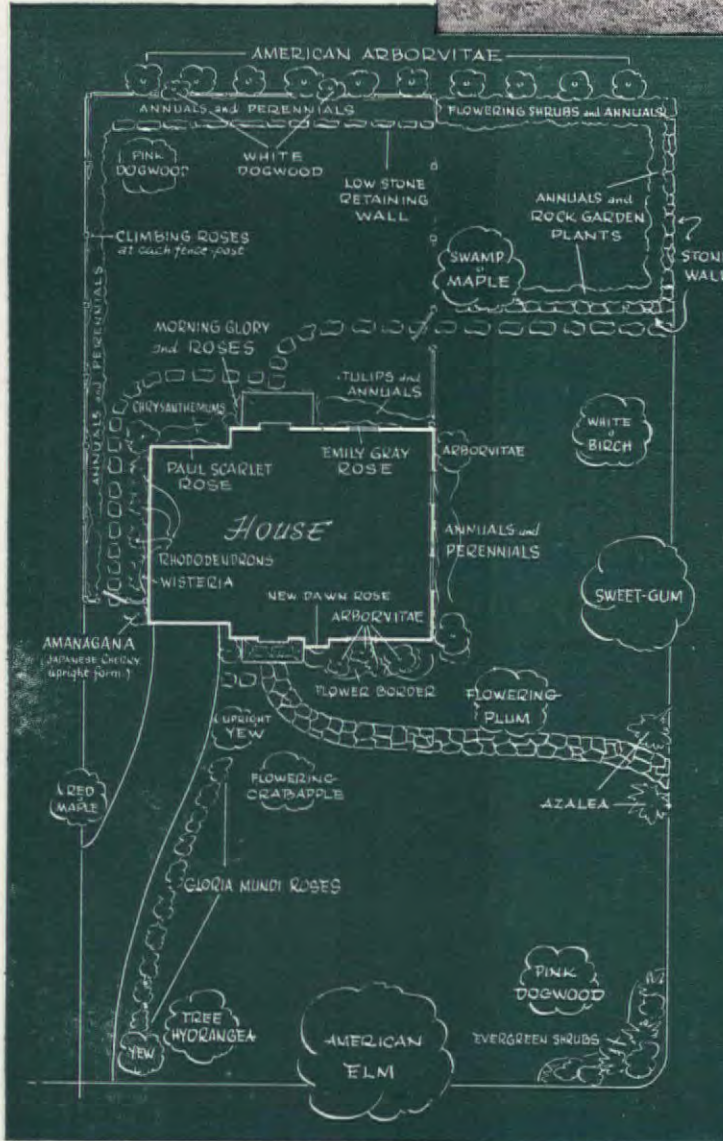 AMERICAN ARBORVITAE
ANNUALS and PERENNIALS
FLOWERING SHRUBS and ANNUALS
PINK
DOGWOOD
WHITE
DOGWOOD
LOW STONE
RETAINING
WALL
ANNUALS and
ROCK GARDEN
PLANTS
CLIMBING ROSES
at each fence post
SWAMP
MAPLE
STONE
WALL
MORNING GLORY
and ROSES
ANNUALS and PERENNIALS
TULIPS and
ANNUALS
CHRYSANTHEMUMS
WHITE
BIRCH
PAUL SCARLET
ROSE
EMILY GRAY
ROSE
ARBORVITAE
HOUSE
ANNUALS and
PERENNIALS
RHODODENDRONS
WISTERIA
SWEET-GUM
NEW DAWN ROSE
ARBORVITAE
AMANAGANA
(JAPANESE CHERRY,
upright form.)
FLOWER BORDER
FLOWERING
PLUM
UPRIGHT
YEW
FLOWERING
CRABAPPLE
RED
MAPLE
AZALEA
GLORIA MUNDI ROSES
PINK
DOGWOOD
TREE
HYDRANGEA
YEW
AMERICAN
ELM
EVERGREEN SHRUBS